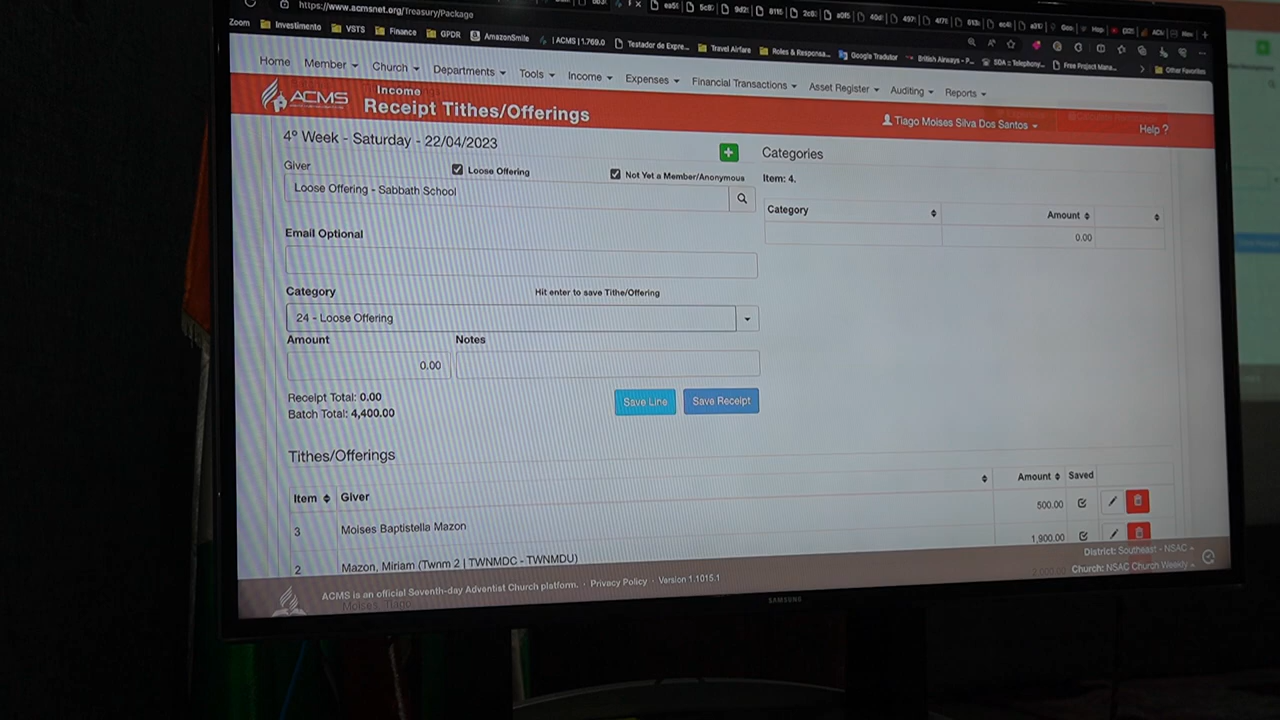 https://www.acmsnet.org/Treasury/Package
Zoom Investimento VSTS Finance GPDR AmazonSmile | ACMS | 1.769.0 Testador de Expre... Travel Airfare Roles & Responsa... Google Tradutor British Airways - P... SDA :: Telephony... Free Project Mana... Other Favorites
Home Member Church Departments Tools Income Expenses Financial Transactions Asset Register Auditing Reports
ACMS
Income
Receipt Tithes/Offerings
Tiago Moises Silva Dos Santos
Help ?
4º Week - Saturday - 22/04/2023
Giver
Loose Offering
Not Yet a Member/Anonymous
Loose Offering - Sabbath School
Email Optional
Category
Hit enter to save Tithe/Offering
24 - Loose Offering
Amount Notes
0.00
Receipt Total: 0.00
Batch Total: 4,400.00
Save Line Save Receipt
Categories
Item: 4.
Category Amount
0.00
Tithes/Offerings
Item Giver Amount Saved
3 Moises Baptistella Mazon 500.00
2 Mazon, Miriam (Twnm 2 | TWNMDC - TWNMDU) 1,900.00
Moises, Tiago 2,000.00
District: Southeast - NSAC
Church: NSAC Church Weekly
ACMS is an official Seventh-day Adventist Church platform. · Privacy Policy · Version 1.1015.1
SAMSUNG